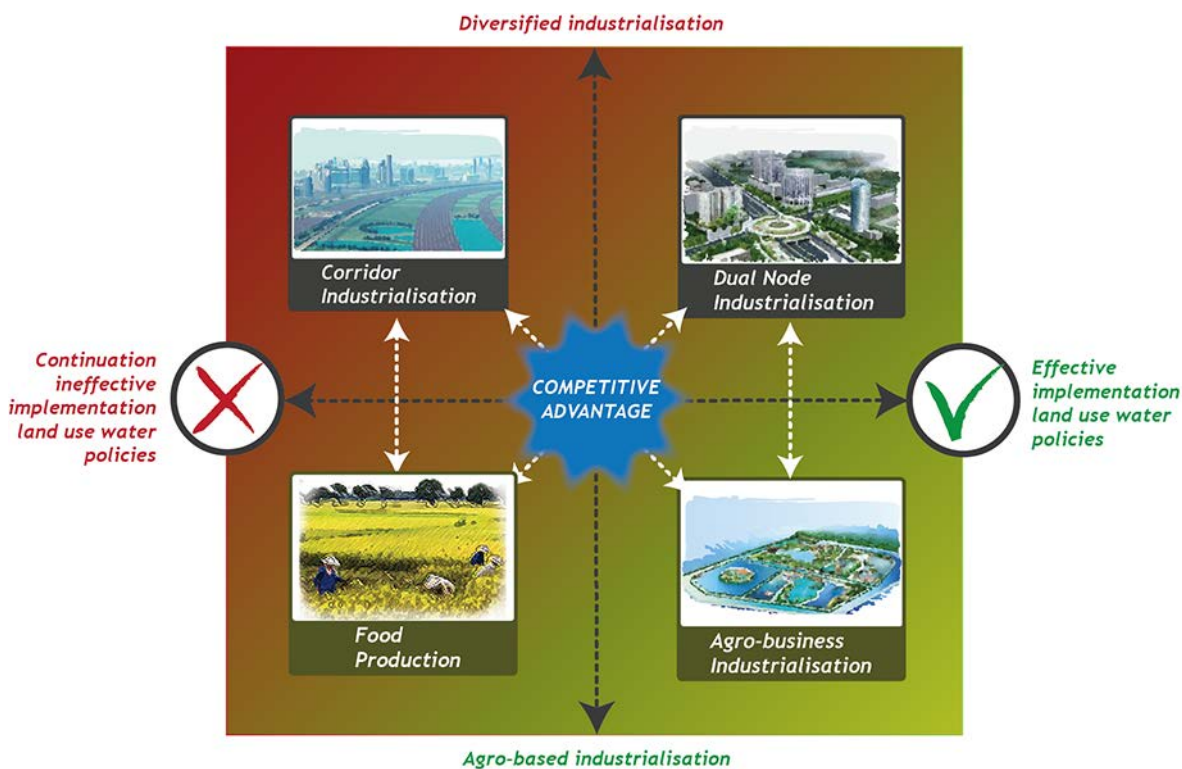 Diversified industrialisation
Corridor
Industrialisation
Dual Node
Industrialisation
Continuation
ineffective
implementation
land use water
policies
COMPETITIVE
ADVANTAGE
Effective
implementation
land use water
policies
Food
Production
Agro-business
Industrialisation
Agro-based industrialisation